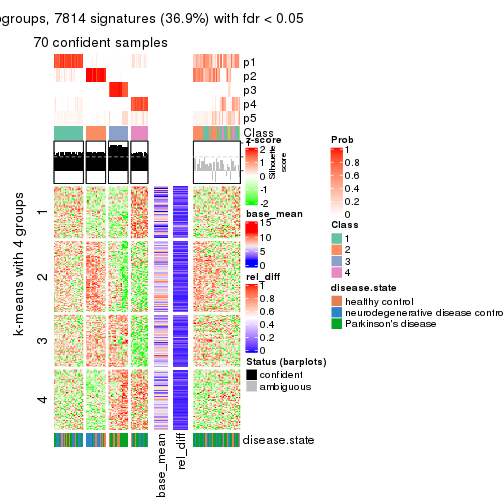 ogroups, 7814 signatures (36.9%) with fdr < 0.05
70 confident samples
p1
p2
p3
p4
p5
Class
Silhouette
score
k-means with 4 groups
1
2
3
4
base_mean
rel_diff
disease.state
z-score
2
1
0
-1
-2
base_mean
15
10
5
0
rel_diff
1
0.8
0.6
0.4
0.2
0
Status (barplots)
confident
ambiguous
Prob
1
0.8
0.6
0.4
0.2
0
Class
1
2
3
4
disease.state
healthy control
neurodegenerative disease contro
Parkinson's disease